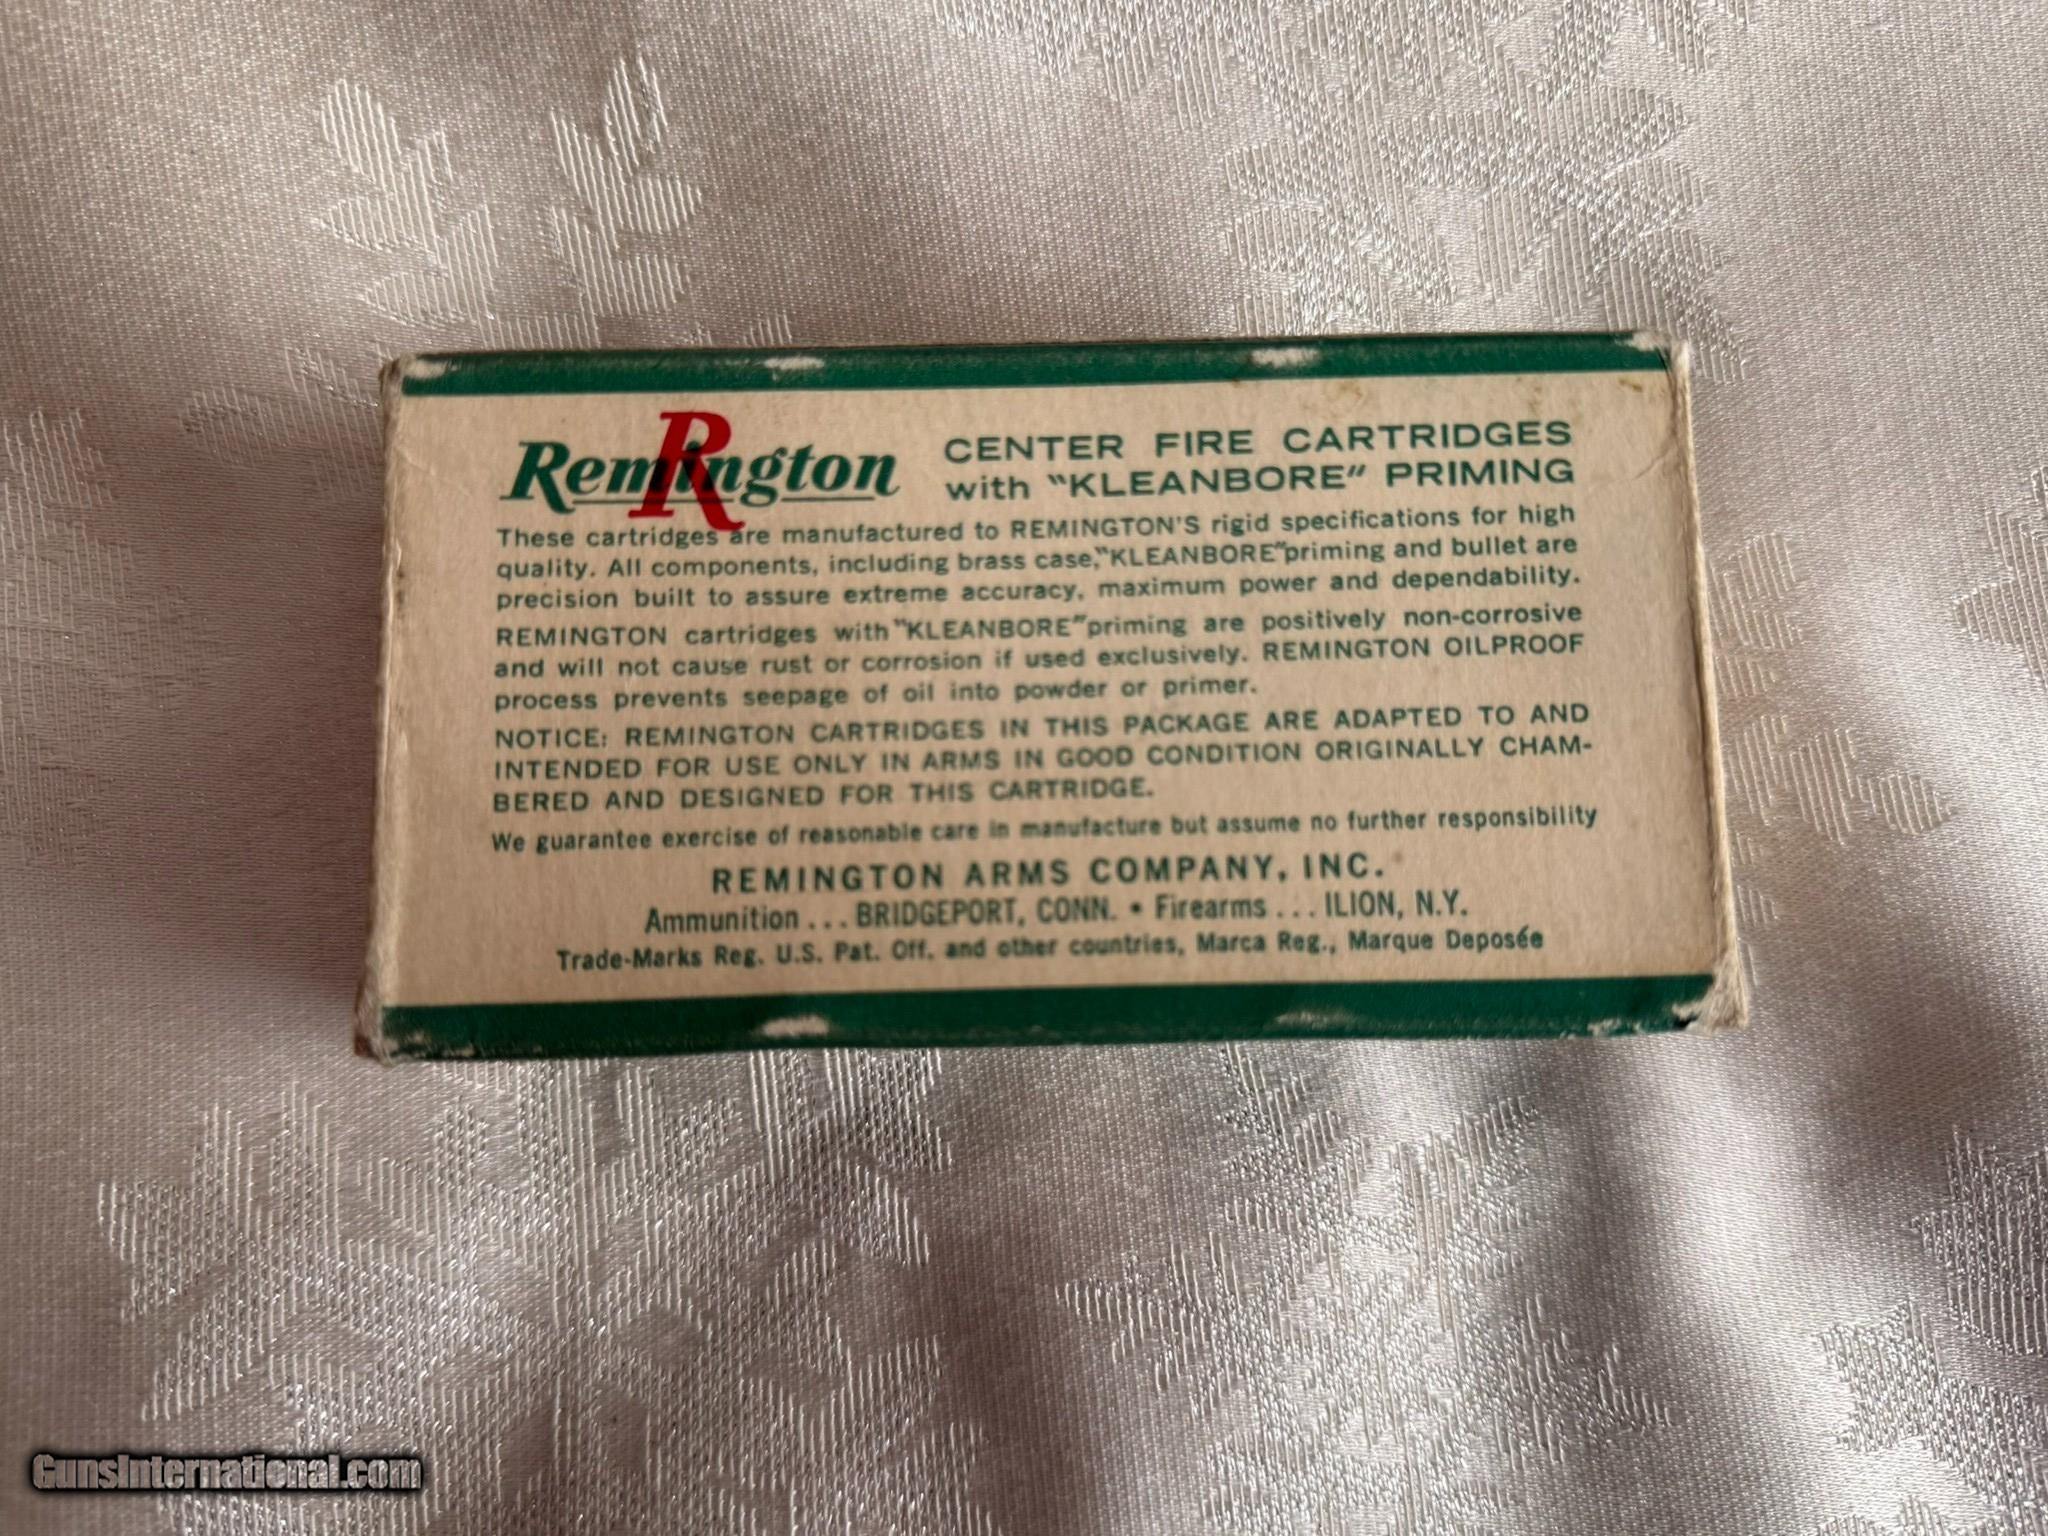 Remington
CENTER FIRE CARTRIDGES
with "KLEANBORE" PRIMING
These cartridges are manufactured to REMINGTON'S rigid specifications for high
quality. All components, including brass case, "KLEANBORE" priming and bullet are
precision built to assure extreme accuracy, maximum power and dependability.
REMINGTON cartridges with "KLEANBORE" priming are positively non-corrosive
and will not cause rust or corrosion if used exclusively. REMINGTON OILPROOF
process prevents seepage of oil into powder or primer.
NOTICE: REMINGTON CARTRIDGES IN THIS PACKAGE ARE ADAPTED TO AND
INTENDED FOR USE ONLY IN ARMS IN GOOD CONDITION ORIGINALLY CHAM-
BERED AND DESIGNED FOR THIS CARTRIDGE.
We guarantee exercise of reasonable care in manufacture but assume no further responsibility
REMINGTON ARMS COMPANY, INC.
Ammunition ... BRIDGEPORT, CONN. • Firearms ... ILION, N.Y.
Trade-Marks Reg. U.S. Pat. Off. and other countries, Marca Reg., Marque Deposée
GunsInternational.com